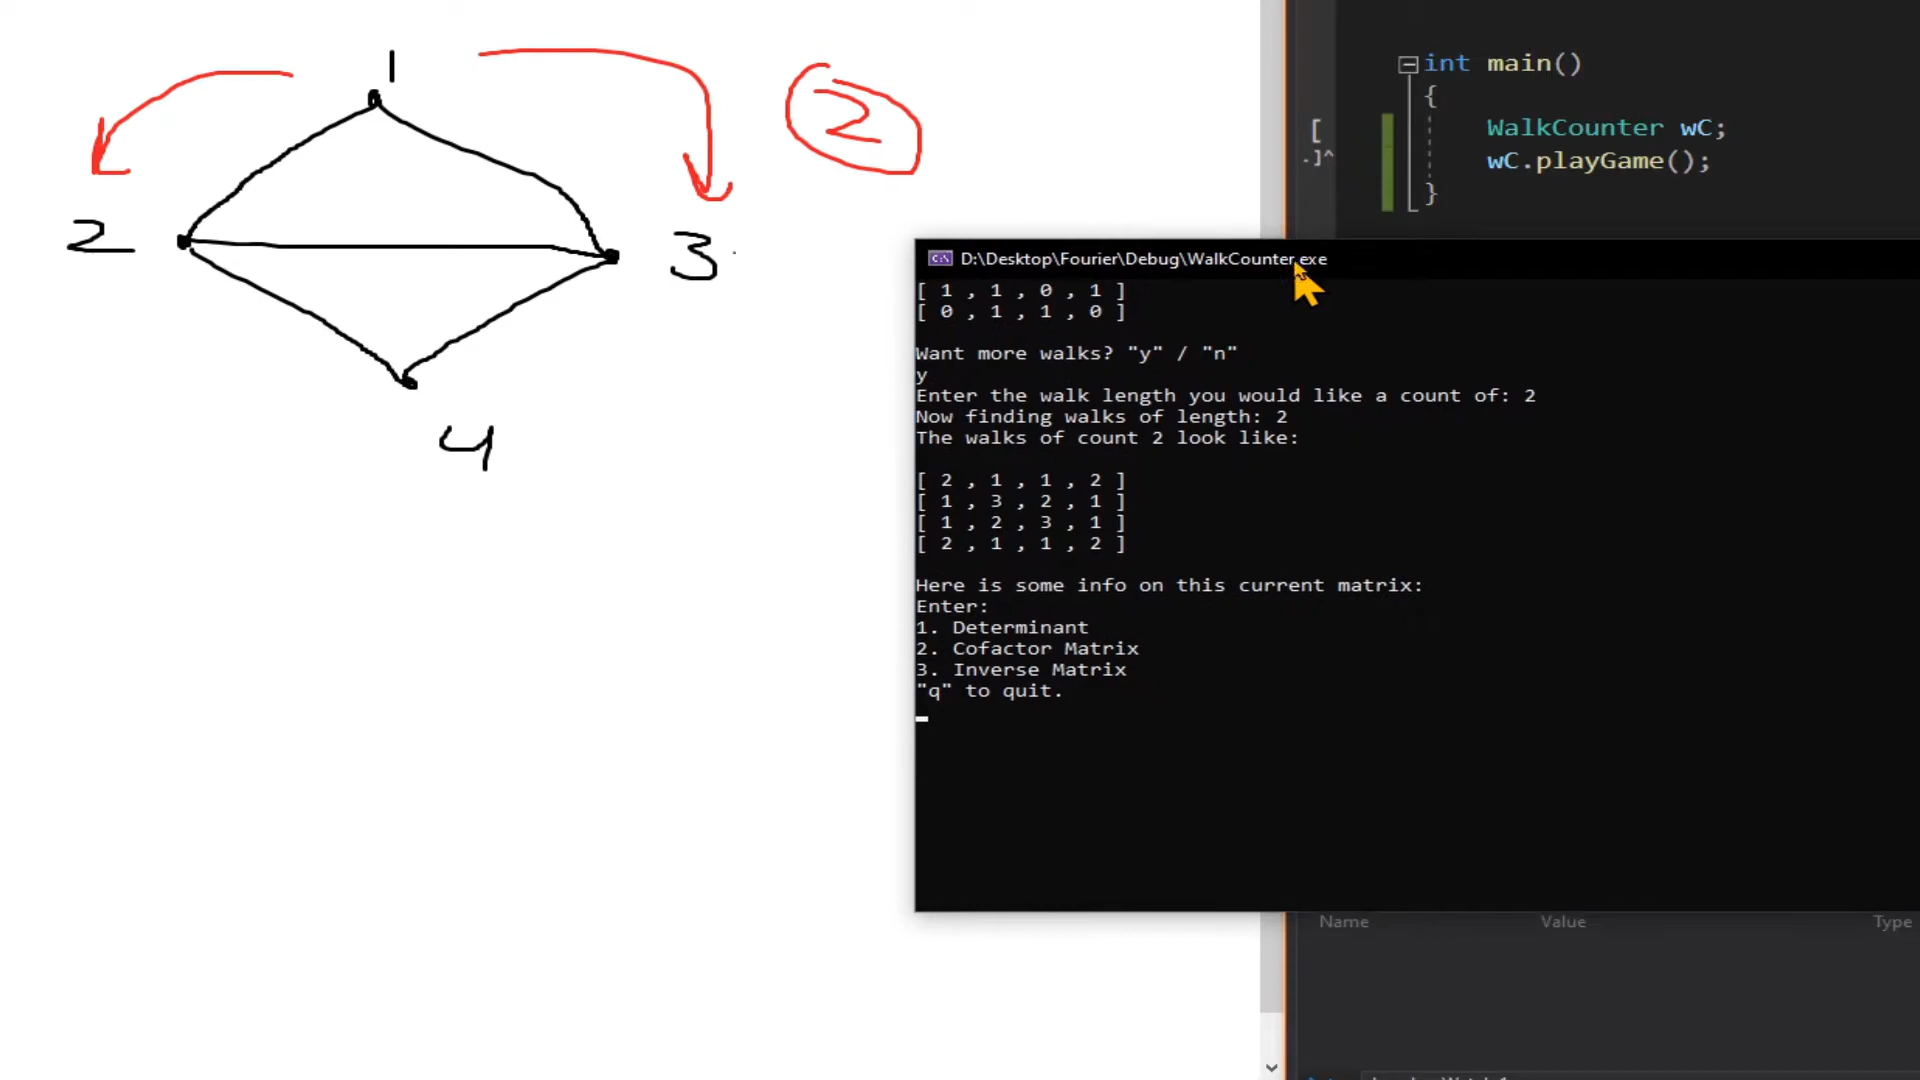 1
2
2
3
4
int main()
{
WalkCounter wC;
wC.playGame();
}
[
.]^
D:\Desktop\Fourier\Debug\WalkCounter.exe
[ 1 , 1 , 0 , 1 ]
[ 0 , 1 , 1 , 0 ]
Want more walks? "y" / "n"
y
Enter the walk length you would like a count of: 2
Now finding walks of length: 2
The walks of count 2 look like:
[ 2 , 1 , 1 , 2 ]
[ 1 , 3 , 2 , 1 ]
[ 1 , 2 , 3 , 1 ]
[ 2 , 1 , 1 , 2 ]
Here is some info on this current matrix:
Enter:
1. Determinant
2. Cofactor Matrix
3. Inverse Matrix
"q" to quit.
Name Value Type